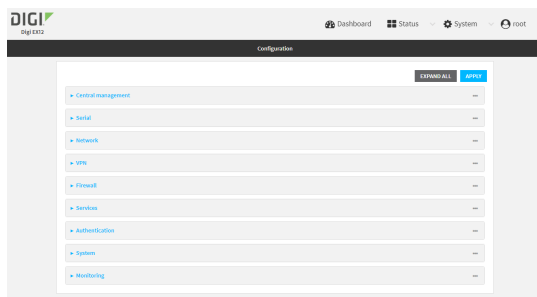 DIGI
Digi EX12
Dashboard Status System root
Configuration
EXPAND ALL APPLY
Central management
Serial
Network
VPN
Firewall
Services
Authentication
System
Monitoring